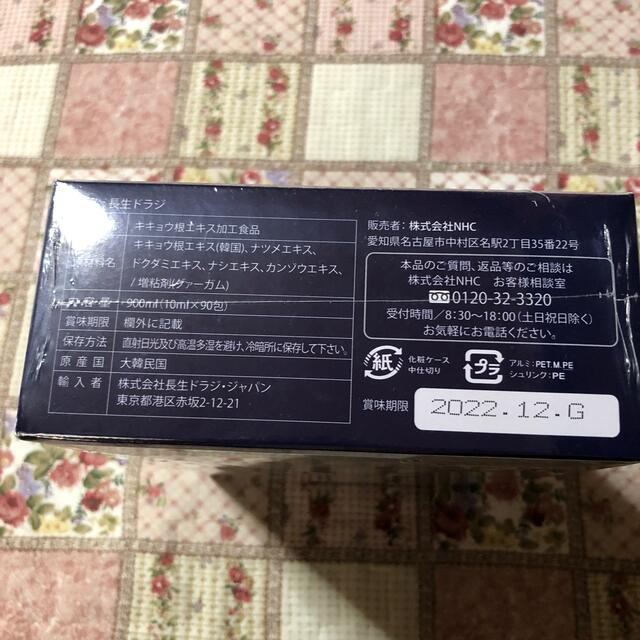 長生ドラジ
キキョウ根エキス加工食品
キキョウ根エキス(韓国)、ナツメエキス、
ドクダミエキス、ナシエキス、カンゾウエキス、
/ 増粘剤(グァーガム)
900ml (10ml×90包)
賞味期限 欄外に記載
保存方法 直射日光及び高温多湿を避け、冷暗所に保存して下さい。
原産国 大韓民国
輸入者 株式会社長生ドラジ・ジャパン
東京都港区赤坂2-12-21
販売者：株式会社NHC
愛知県名古屋市中村区名駅2丁目35番22号
本品のご質問、返品等のご相談は
株式会社NHC お客様相談室
0120-32-3320
受付時間／8:30〜18:00(土日祝日除く)
お気軽にお電話ください。
紙
化粧ケース
中仕切り
プラ
アルミ：PET.M.PE
シュリンク：PE
賞味期限
2022.12.G